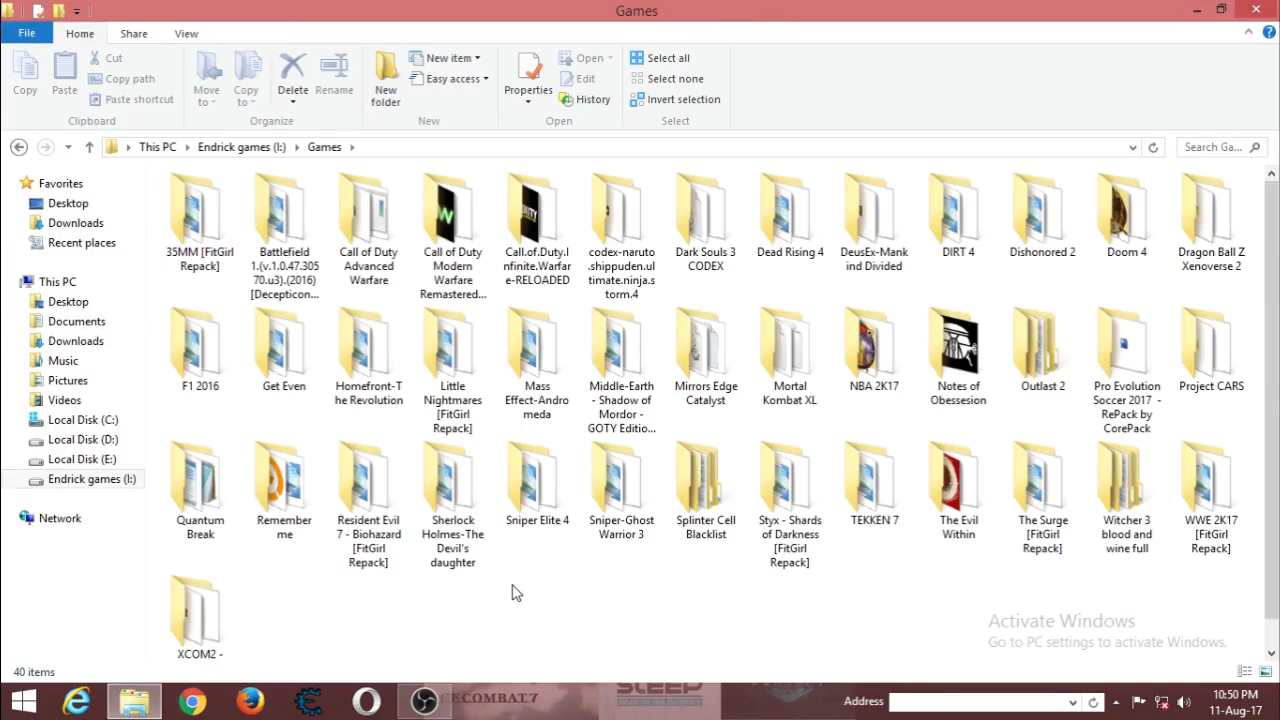 Games
File Home Share View
Copy
Paste
Cut
Copy path
Paste shortcut
Clipboard
Move to
Copy to
Delete
Rename
Organize
New folder
New item
Easy access
New
Properties
Open
Edit
History
Open
Select all
Select none
Invert selection
Select
This PC Endrick games (I:) Games
Search Ga...
Favorites
Desktop
Downloads
Recent places
This PC
Desktop
Documents
Downloads
Music
Pictures
Videos
Local Disk (C:)
Local Disk (D:)
Local Disk (E:)
Endrick games (I:)
Network
35MM [FitGirl
Repack]
Battlefield
1.(v.1.0.47.305
70.u3).(2016)
[Decepticon...
Call of Duty
Advanced
Warfare
Call of Duty
Modern
Warfare
Remastered...
Call.of.Duty.I
nfinite.Warfar
e-RELOADED
codex-naruto
.shippuden.ul
timate.ninja.s
torm.4
Dark Souls 3
CODEX
Dead Rising 4
DeusEx-Mank
ind Divided
DIRT 4
Dishonored 2
Doom 4
Dragon Ball Z
Xenoverse 2
F1 2016
Get Even
Homefront-T
he Revolution
Little
Nightmares
[FitGirl
Repack]
Mass
Effect-Andro
meda
Middle-Earth
- Shadow of
Mordor -
GOTY Editio...
Mirrors Edge
Catalyst
Mortal
Kombat XL
NBA 2K17
Notes of
Obsession
Outlast 2
Pro Evolution
Soccer 2017 -
RePack by
CorePack
Project CARS
Quantum
Break
Remember
me
Resident Evil
7 - Biohazard
[FitGirl
Repack]
Sherlock
Holmes-The
Devil's
daughter
Sniper Elite 4
Sniper-Ghost
Warrior 3
Splinter Cell
Blacklist
Styx - Shards
of Darkness
[FitGirl
Repack]
TEKKEN 7
The Evil
Within
The Surge
[FitGirl
Repack]
Witcher 3
blood and
wine full
WWE 2K17
[FitGirl
Repack]
XCOM2 -
Activate Windows
Go to PC settings to activate Windows.
40 items
Address
10:50 PM
11-Aug-17